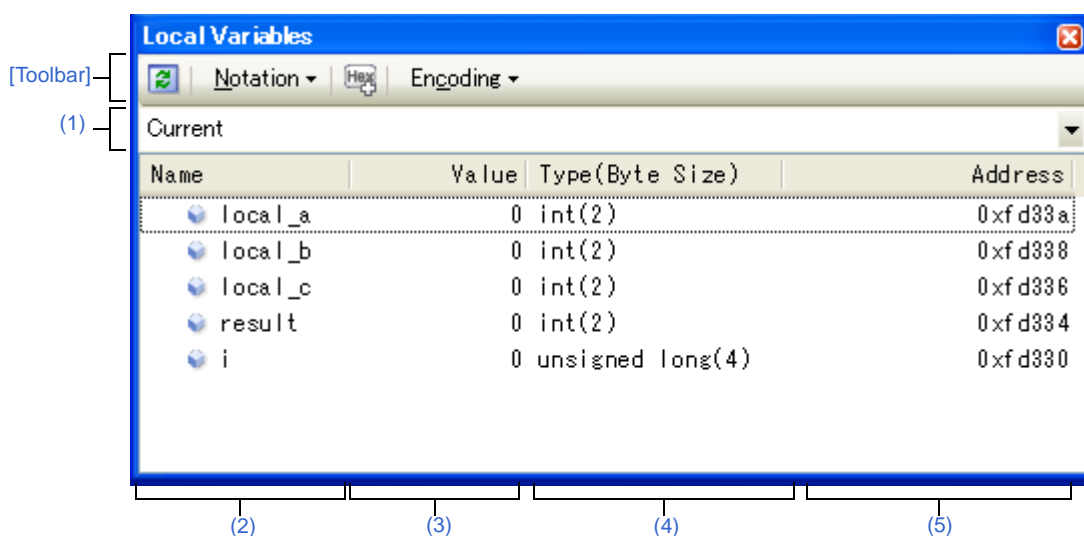 Local Variables
[Toolbar]
Notation Hex Encoding
(1)
Current
Name Value Type(Byte Size) Address
local_a 0 int(2) 0xfd33a
local_b 0 int(2) 0xfd338
local_c 0 int(2) 0xfd336
result 0 int(2) 0xfd334
i 0 unsigned long(4) 0xfd330
(2) (3) (4) (5)